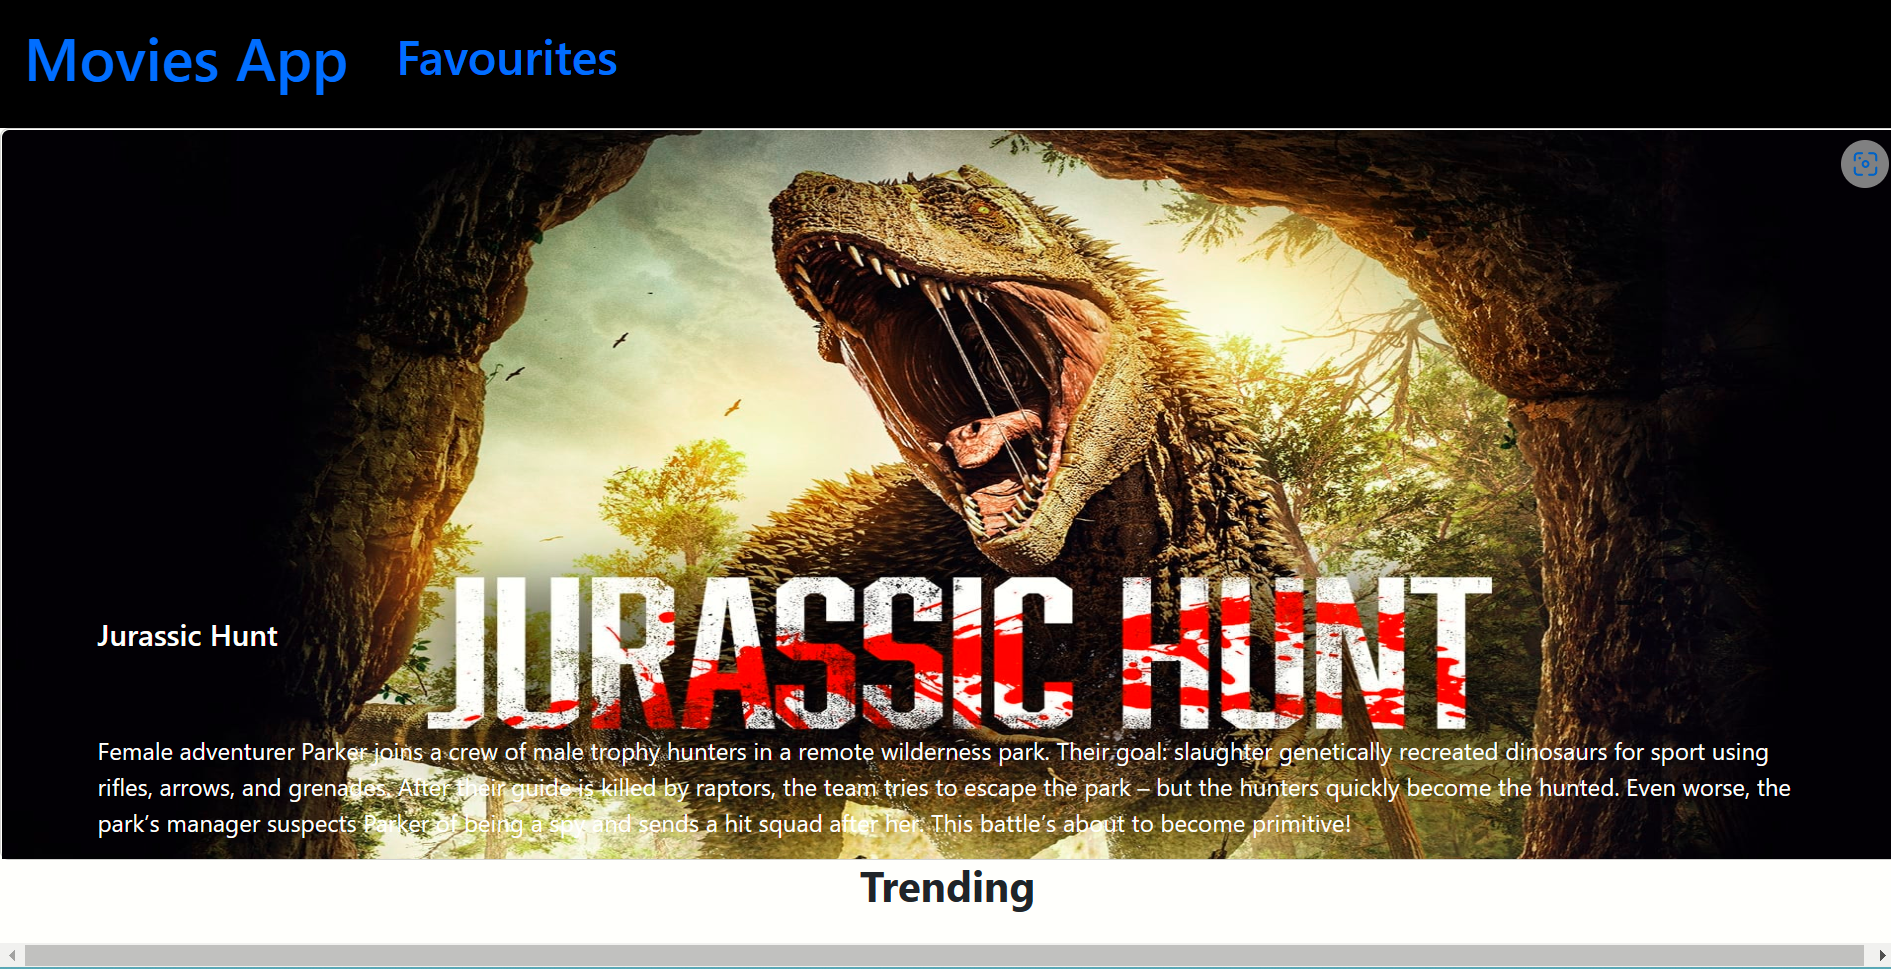 Movies App Favourites
JURASSIC HUNT
Jurassic Hunt
Female adventurer Parker joins a crew of male trophy hunters in a remote wilderness park. Their goal: slaughter genetically recreated dinosaurs for sport using
rifles, arrows, and grenades. After their guide is killed by raptors, the team tries to escape the park – but the hunters quickly become the hunted. Even worse, the
park’s manager suspects Parker of being a spy and sends a hit squad after her. This battle’s about to become primitive!
Trending